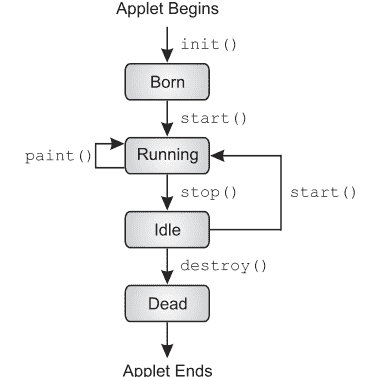 Applet Begins
init()
Born
start()
paint()
Running
stop()
start()
Idle
destroy()
Dead
Applet Ends